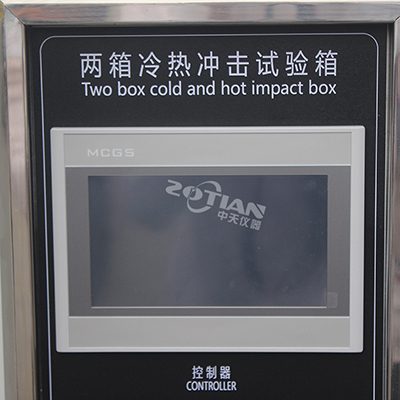 两箱冷热冲击试验箱
Two box cold and hot impact box
MCGS
ZOTIAN
中天仪器
控制器
CONTROLLER